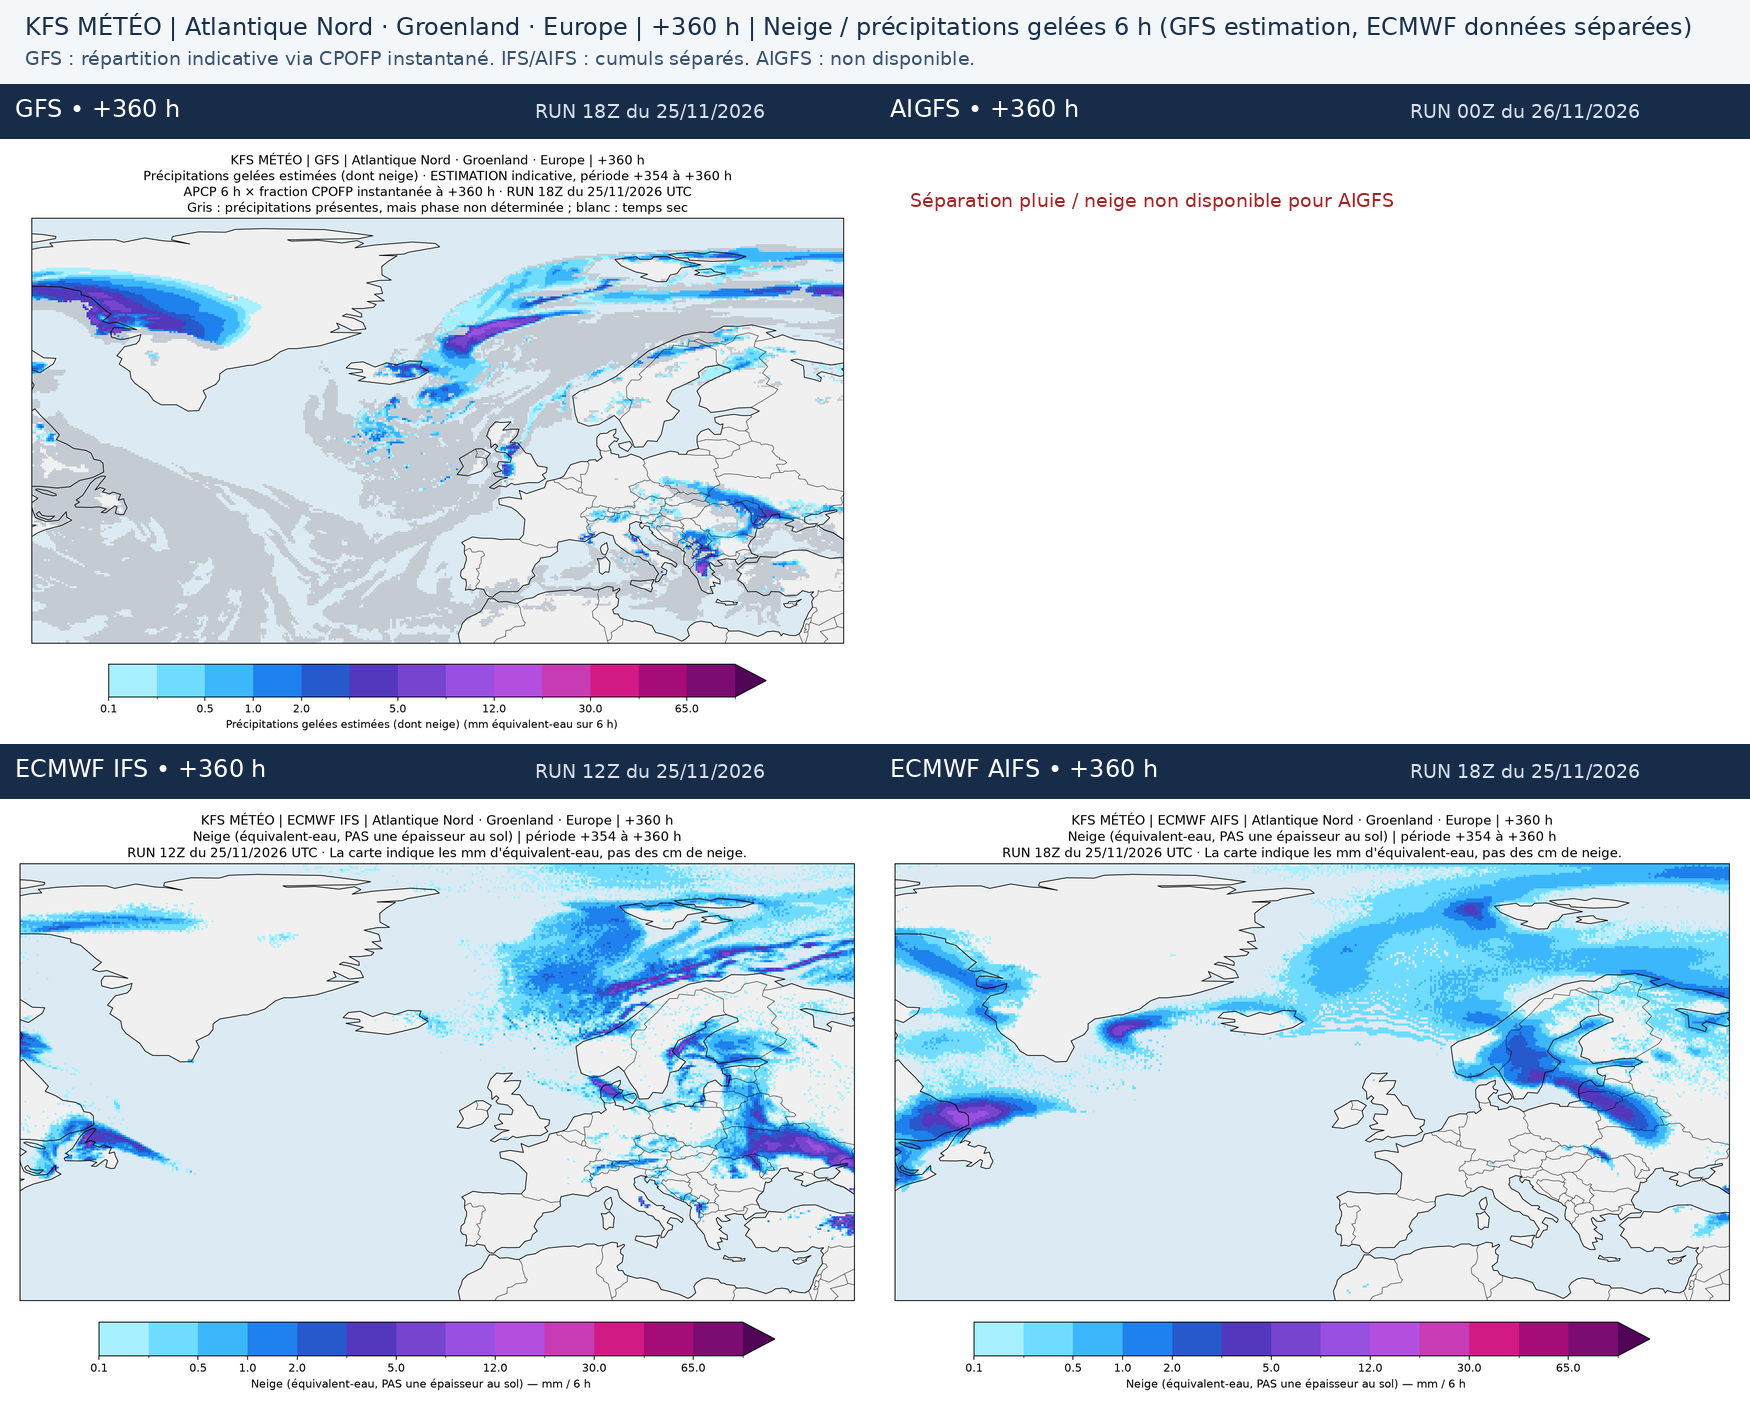 KFS MÉTÉO | Atlantique Nord · Groenland · Europe | +360 h | Neige / précipitations gelées 6 h (GFS estimation, ECMWF données séparées)
GFS : répartition indicative via CPOFP instantané. IFS/AIFS : cumuls séparés. AIGFS : non disponible.
GFS • +360 h
RUN 18Z du 25/11/2026
KFS MÉTÉO | GFS | Atlantique Nord · Groenland · Europe | +360 h
Précipitations gelées estimées (dont neige) · ESTIMATION indicative, période +354 à +360 h
APCP 6 h × fraction CPOFP instantanée à +360 h · RUN 18Z du 25/11/2026 UTC
Gris : précipitations présentes, mais phase non déterminée ; blanc : temps sec
0.1 0.5 1.0 2.0 5.0 12.0 30.0 65.0
Précipitations gelées estimées (dont neige) (mm équivalent-eau sur 6 h)
AIGFS • +360 h
RUN 00Z du 26/11/2026
Séparation pluie / neige non disponible pour AIGFS
ECMWF IFS • +360 h
RUN 12Z du 25/11/2026
KFS MÉTÉO | ECMWF IFS | Atlantique Nord · Groenland · Europe | +360 h
Neige (équivalent-eau, PAS une épaisseur au sol) | période +354 à +360 h
RUN 12Z du 25/11/2026 UTC · La carte indique les mm d'équivalent-eau, pas des cm de neige.
0.1 0.5 1.0 2.0 5.0 12.0 30.0 65.0
Neige (équivalent-eau, PAS une épaisseur au sol) — mm / 6 h
ECMWF AIFS • +360 h
RUN 18Z du 25/11/2026
KFS MÉTÉO | ECMWF AIFS | Atlantique Nord · Groenland · Europe | +360 h
Neige (équivalent-eau, PAS une épaisseur au sol) | période +354 à +360 h
RUN 18Z du 25/11/2026 UTC · La carte indique les mm d'équivalent-eau, pas des cm de neige.
0.1 0.5 1.0 2.0 5.0 12.0 30.0 65.0
Neige (équivalent-eau, PAS une épaisseur au sol) — mm / 6 h